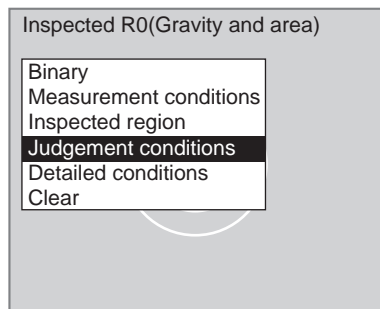 Inspected R0(Gravity and area)
Binary
Measurement conditions
Inspected region
Judgement conditions
Detailed conditions
Clear